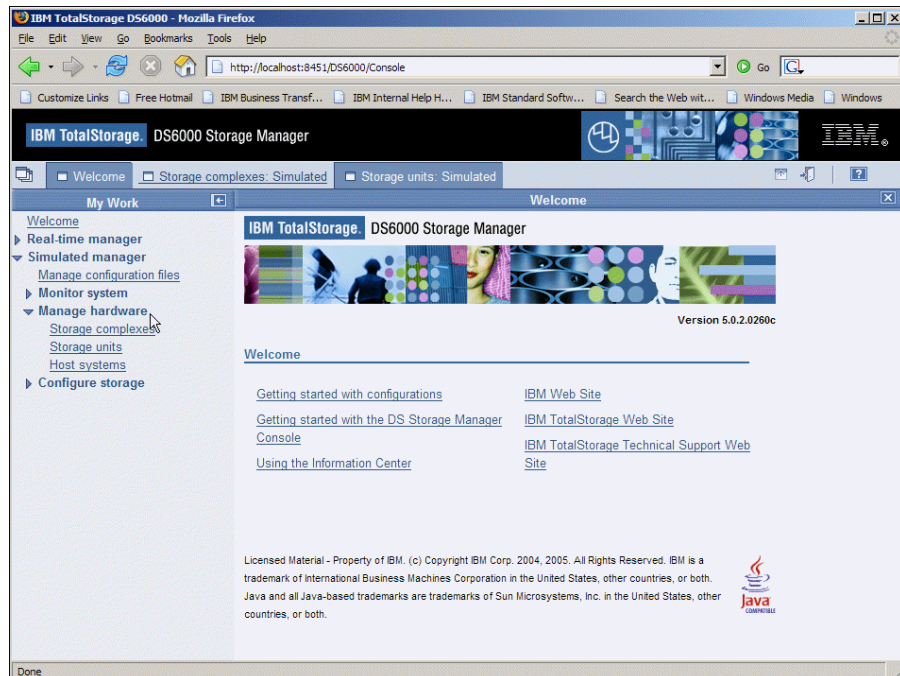 IBM TotalStorage DS6000 - Mozilla Firefox
File Edit View Go Bookmarks Tools Help
http://localhost:8451/DS6000/Console
Go
G
Customize Links Free Hotmail IBM Business Transf... IBM Internal Help H... IBM Standard Softw... Search the Web wit... Windows Media Windows
IBM TotalStorage. DS6000 Storage Manager
IBM®
Welcome Storage complexes: Simulated Storage units: Simulated
?
My Work
Welcome
Welcome
Real-time manager
Simulated manager
Manage configuration files
Monitor system
Manage hardware
Storage complexes
Storage units
Host systems
Configure storage
IBM TotalStorage. DS6000 Storage Manager
Version 5.0.2.0260c
Welcome
Getting started with configurations
Getting started with the DS Storage Manager
Console
Using the Information Center
IBM Web Site
IBM TotalStorage Web Site
IBM TotalStorage Technical Support Web
Site
Licensed Material - Property of IBM. (c) Copyright IBM Corp. 2004, 2005. All Rights Reserved. IBM is a
trademark of International Business Machines Corporation in the United States, other countries, or both.
Java and all Java-based trademarks are trademarks of Sun Microsystems, Inc. in the United States, other
countries, or both.
Java
COMPATIBLE
Done